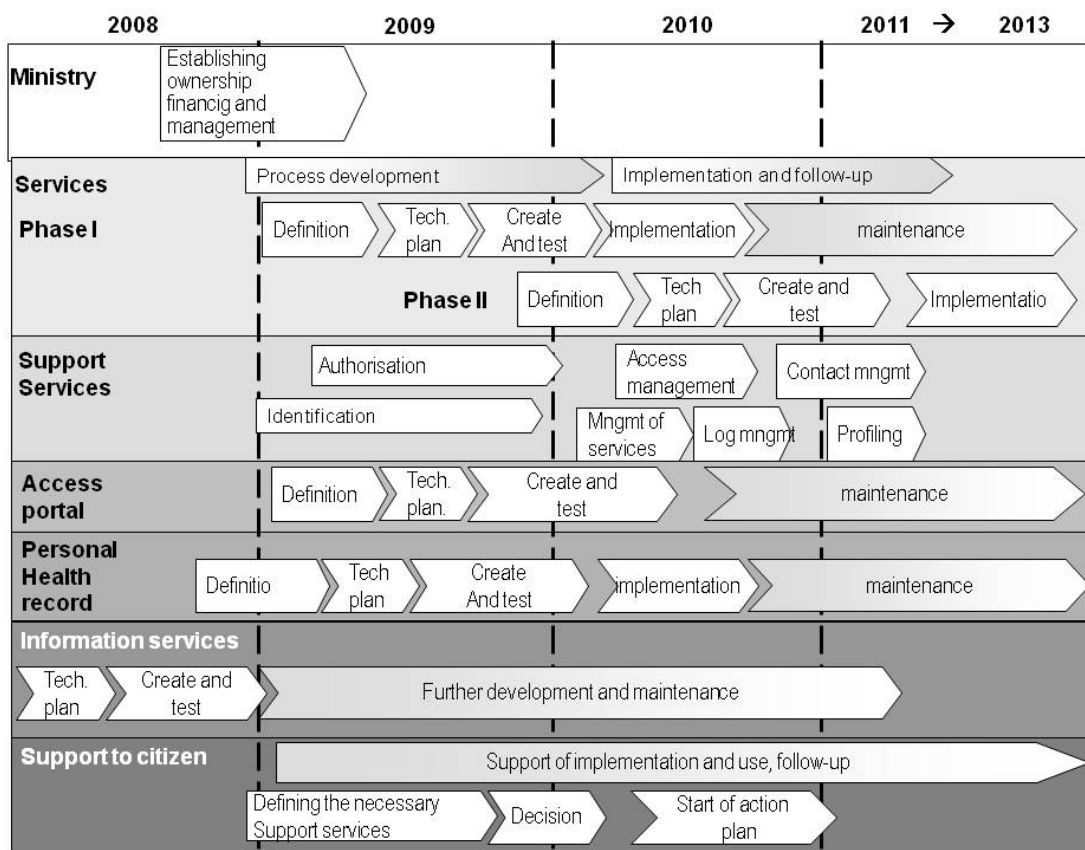 2008 2009 2010 2011 → 2013
Ministry
Establishing
ownership
financig and
management
Services
Process development
Implementation and follow-up
Phase I
Definition
Tech.
plan
Create
And test
Implementation
maintenance
Phase II
Definition
Tech
plan
Create and
test
Implementatio
Support
Services
Authorisation
Access
management
Contact mngmt
Identification
Mngmt of
services
Log mngmt
Profiling
Access
portal
Definition
Tech.
plan.
Create and
test
maintenance
Personal
Health
record
Definitio
Tech
plan
Create
And test
implementation
maintenance
Information services
Tech.
plan
Create and
test
Further development and maintenance
Support to citizen
Support of implementation and use, follow-up
Defining the necessary
Support services
Decision
Start of action
plan